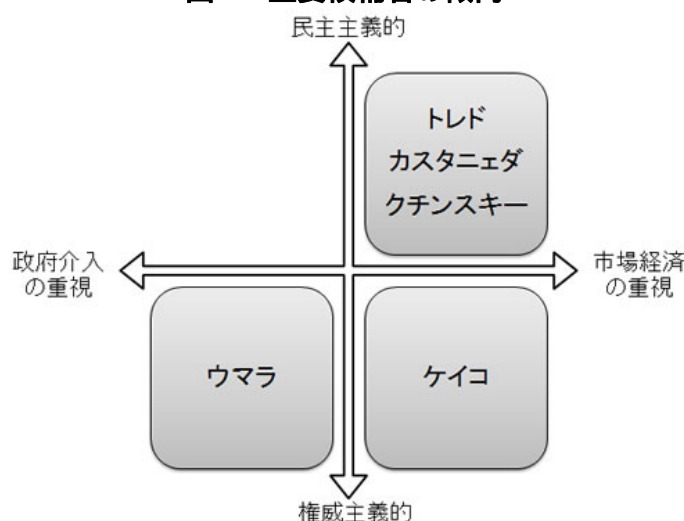 民主主義的
トレド
カスタニェダ
クチンスキー
政府介入
の重視
市場経済
の重視
ウマラ
ケイコ
権威主義的